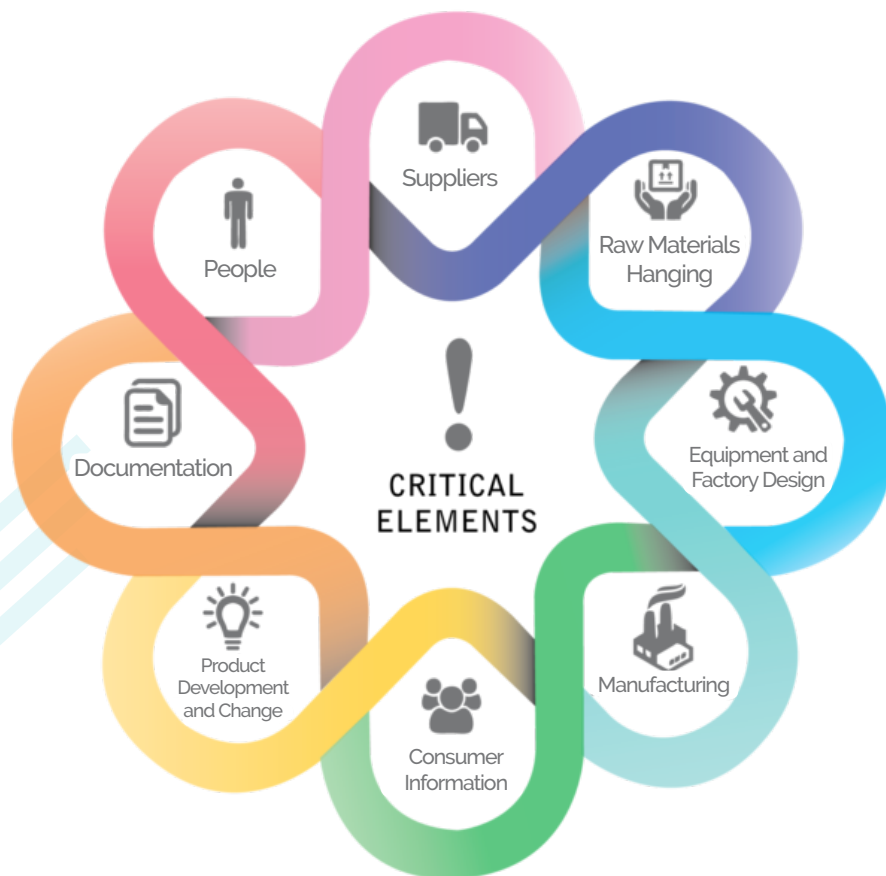 Suppliers
Raw Materials
Hanging
Equipment and
Factory Design
Manufacturing
Consumer
Information
Product
Development
and Change
Documentation
People
CRITICAL
ELEMENTS